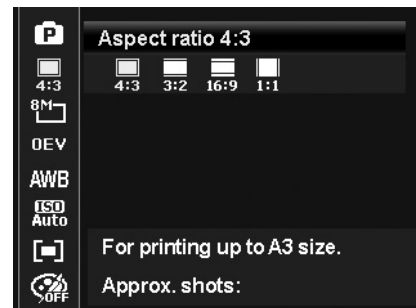 P
Aspect ratio 4:3
4:3
4:3 3:2 16:9 1:1
8M
0EV
AWB
ISO
Auto
For printing up to A3 size.
OFF
Approx. shots: